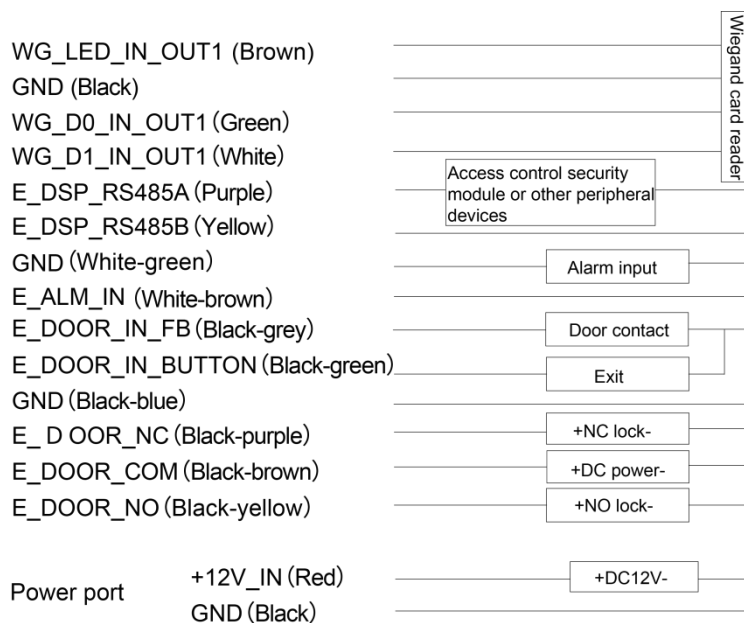 WG_LED_IN_OUT1 (Brown)
GND (Black)
WG_D0_IN_OUT1 (Green)
WG_D1_IN_OUT1 (White)
Wiegand card reader
E_DSP_RS485A (Purple)
Access control security
module or other peripheral
devices
E_DSP_RS485B (Yellow)
GND (White-green)
Alarm input
E_ALM_IN (White-brown)
E_DOOR_IN_FB (Black-grey)
Door contact
E_DOOR_IN_BUTTON (Black-green)
Exit
GND (Black-blue)
E_ D OOR_NC (Black-purple)
+NC lock-
E_DOOR_COM (Black-brown)
+DC power-
E_DOOR_NO (Black-yellow)
+NO lock-
Power port
+12V_IN (Red)
+DC12V-
GND (Black)